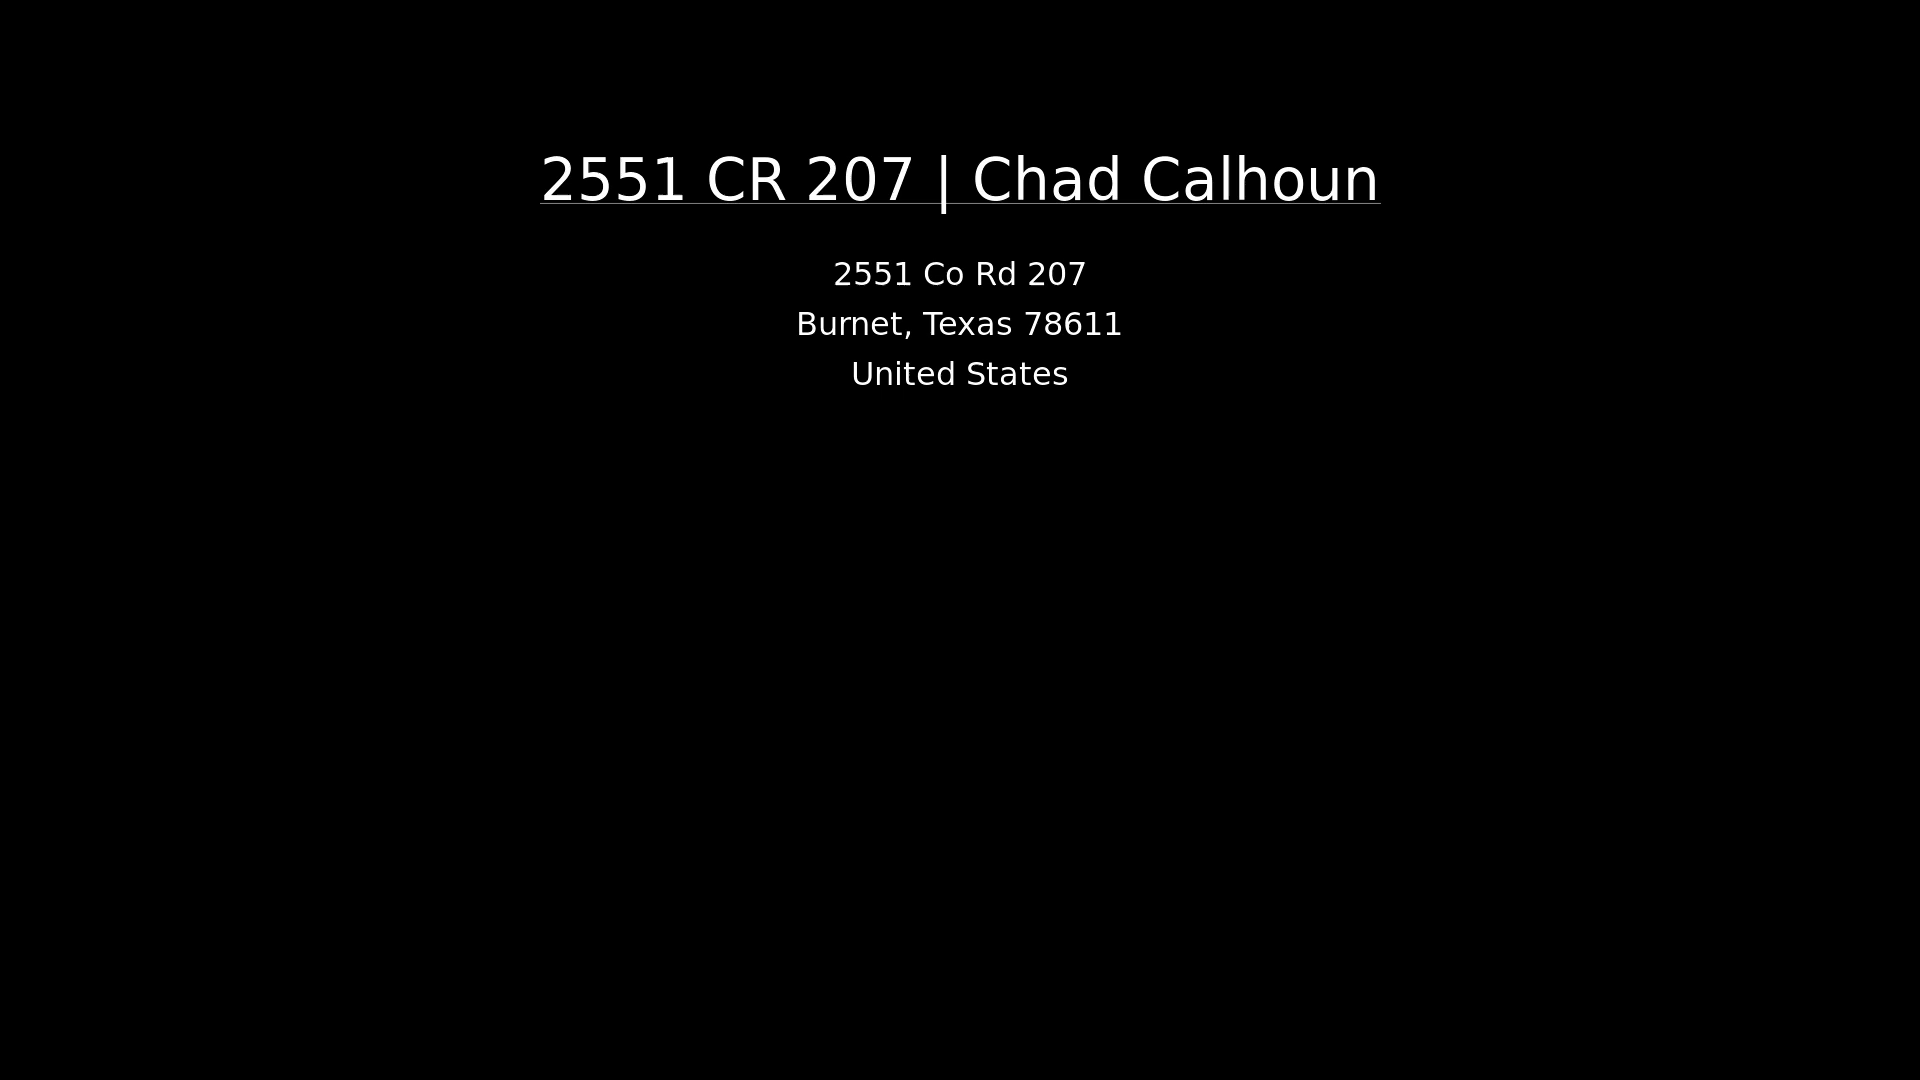 2551 CR 207 | Chad Calhoun
2551 Co Rd 207
Burnet, Texas 78611
United States